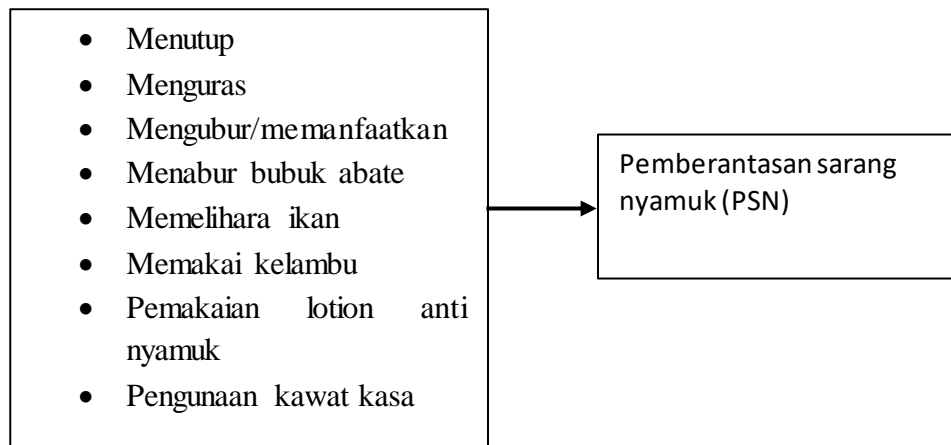 • Menutup
• Menguras
• Mengubur/memanfaatkan
• Menabur bubuk abate
• Memelihara ikan
• Memakai kelambu
• Pemakaian lotion anti
nyamuk
• Pengunaan kawat kasa
Pemberantasan sarang
nyamuk (PSN)